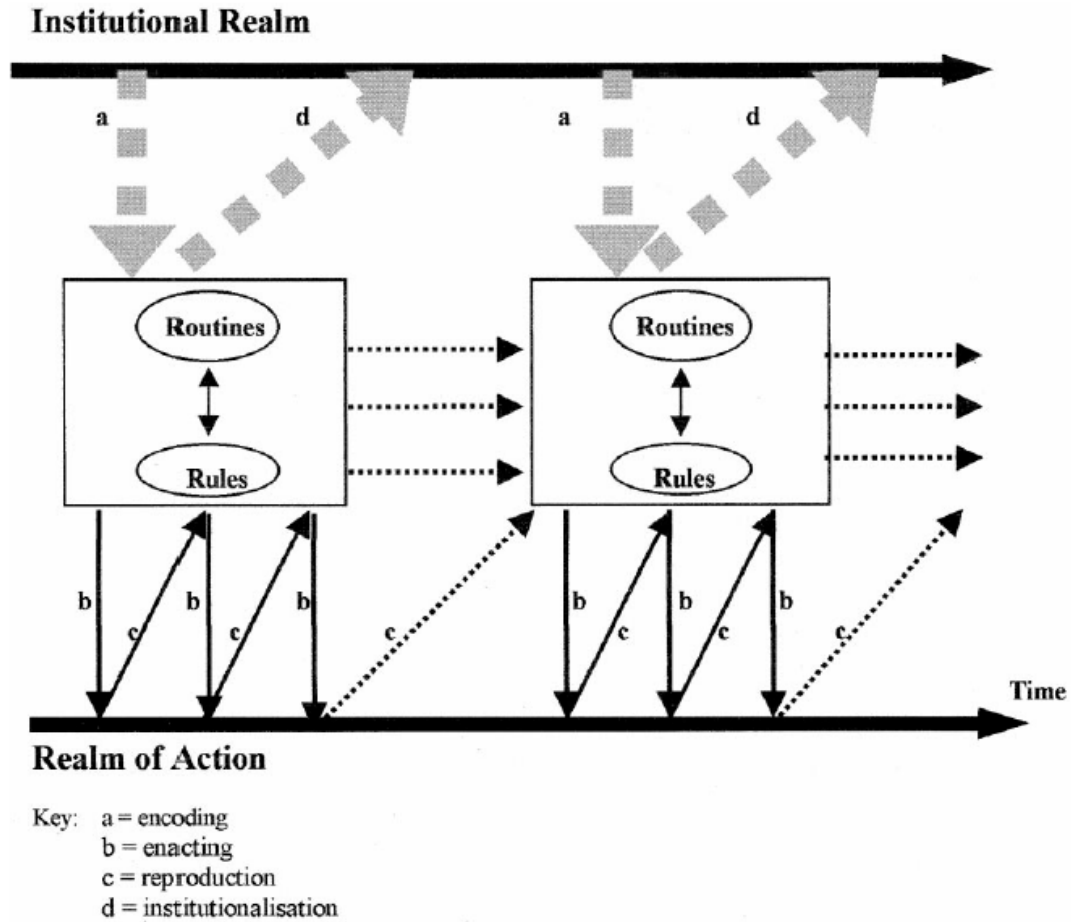 Institutional Realm
a
d
a
d
Routines
Routines
Rules
Rules
b
c
b
c
b
c
b
c
b
c
b
c
Time
Realm of Action
Key: a = encoding
b = enacting
c = reproduction
d = institutionalisation